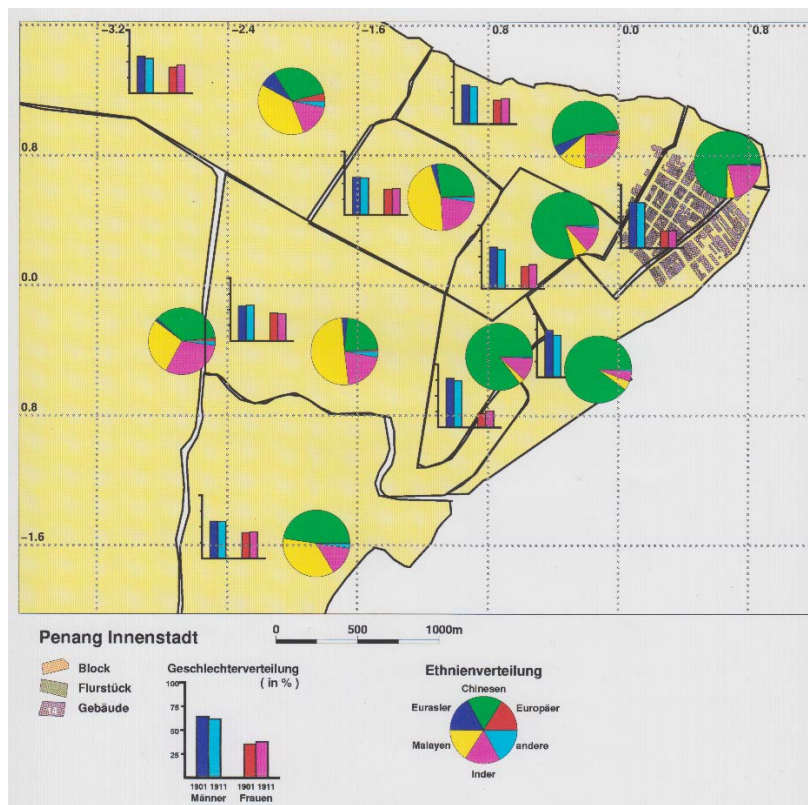 -3.2 -2.4 -1.6 0.8 0.0 0.8
0.8
0.0
0.8
-1.6
Penang Innenstadt
0 500 1000m
Block
Flurstück
Gebäude
Geschlechterverteilung
( in % )
100
75
50
25
1901 1911 1901 1911
Männer Frauen
Ethnienverteilung
Chinesen
Eurasier Europäer
Malayen andere
Inder